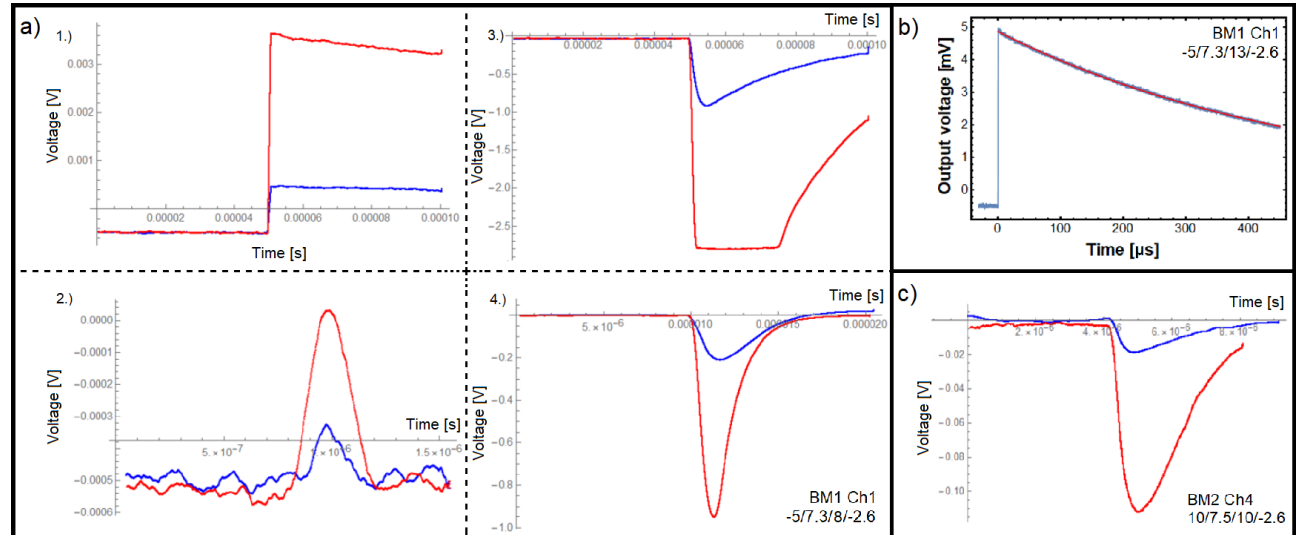 a)
1.)
Voltage [V]
0.003
0.002
0.001
0.00002 0.00004 0.00006 0.00008 0.00010
Time [s]
3.)
Time [s]
0.00002 0.00004 0.00006 0.00008 0.00010
Voltage [V]
-0.5
-1.0
-1.5
-2.0
-2.5
b)
BM1 Ch1
-5/7.3/13/-2.6
Output voltage [mV]
5
4
3
2
1
0
0 100 200 300 400
Time [µs]
2.)
Voltage [V]
0.0000
-0.0001
-0.0002
-0.0003
-0.0005
-0.0006
Time [s]
5.×10⁻⁷ 1.×10⁻⁶ 1.5×10⁻⁶
4.)
Time [s]
5.×10⁻⁶ 0.000010 0.000015 0.000020
Voltage [V]
-0.2
-0.4
-0.6
-0.8
-1.0
BM1 Ch1
-5/7.3/8/-2.6
c)
Time [s]
2.×10⁻⁵ 4.×10⁻⁵ 6.×10⁻⁵ 8.×10⁻⁵
Voltage [V]
-0.02
-0.04
-0.06
-0.08
-0.10
BM2 Ch4
10/7.5/10/-2.6